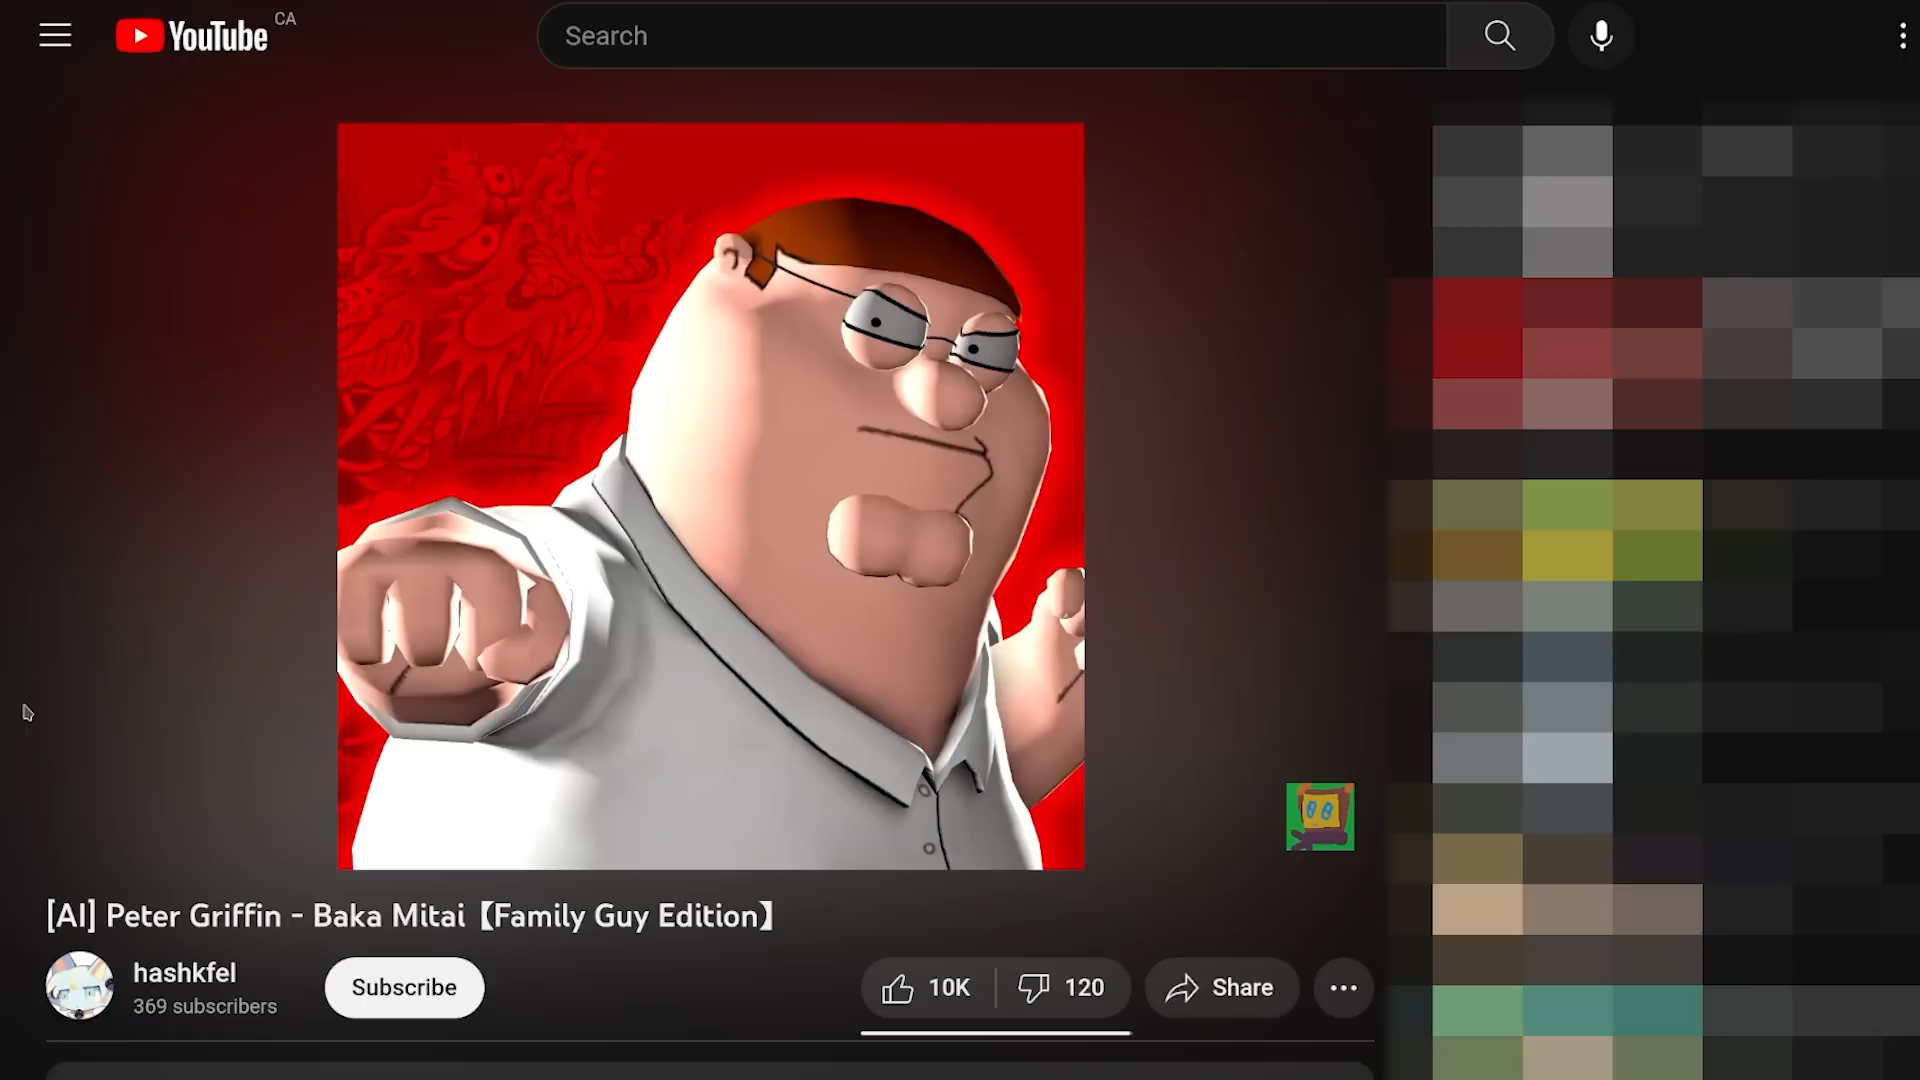 YouTube CA
Search
[AI] Peter Griffin - Baka Mitai【Family Guy Edition】
hashkfel
369 subscribers
Subscribe
10K
120
Share